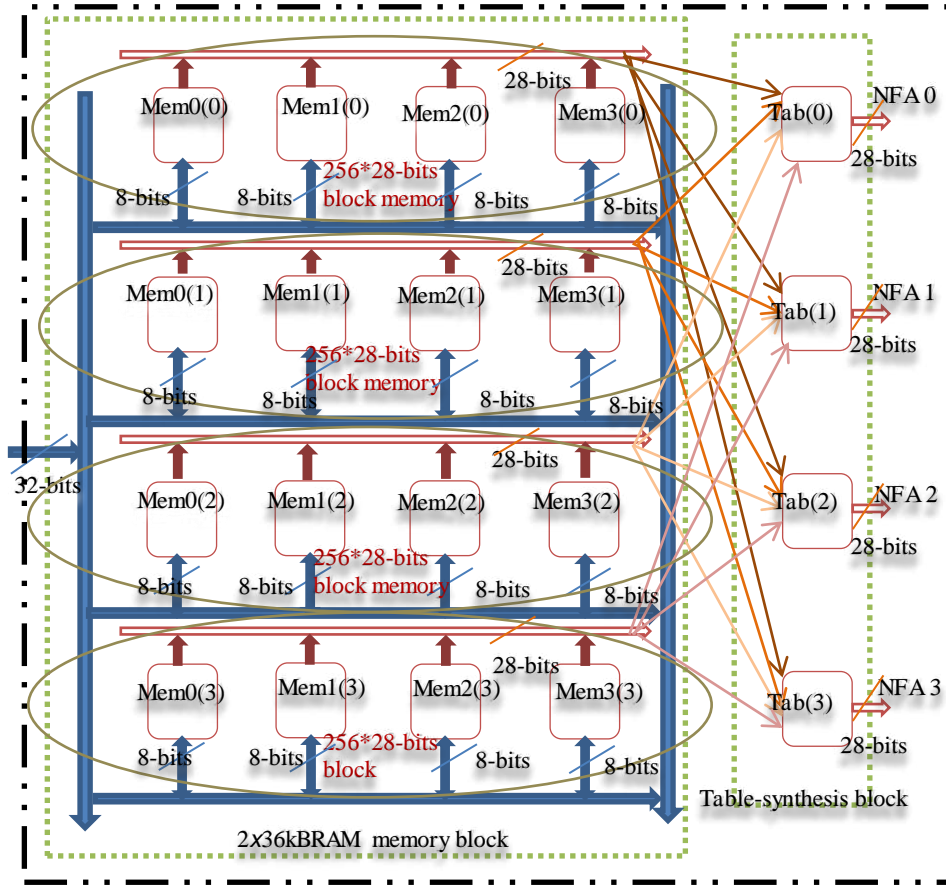 28-bits
Mem0(0)
Mem1(0)
Mem2(0)
Mem3(0)
Tab(0)
NFA 0
28-bits
8-bits
8-bits
256*28-bits
block memory
8-bits
8-bits
28-bits
Mem0(1)
Mem1(1)
Mem2(1)
Mem3(1)
Tab(1)
NFA 1
28-bits
256*28-bits
block memory
8-bits
8-bits
8-bits
8-bits
32-bits
28-bits
Mem0(2)
Mem1(2)
Mem2(2)
Mem3(2)
Tab(2)
NFA 2
28-bits
256*28-bits
block memory
8-bits
8-bits
8-bits
8-bits
28-bits
Mem0(3)
Mem1(3)
Mem2(3)
Mem3(3)
Tab(3)
NFA 3
28-bits
256*28-bits
block
8-bits
8-bits
8-bits
8-bits
Table-synthesis block
2x36kBRAM memory block